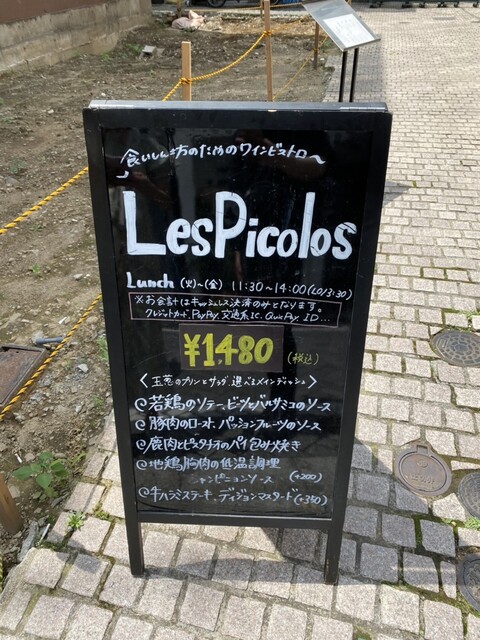 食いしん坊のためのワインビストロ〜
LesPicolos
Lunch (火)~(金) 11:30~14:00(LO13:30)
※お会計はキャッシュレス決済のみとなります。
クレジットカード、PayPay、交通系IC、QuicPay、ID...
¥1480 (税込)
〈玉葱のプリンとサラダ、選べるメインディッシュ〉
@若鶏のソテー、ビーツとバルサミコのソース
@豚肉のロースト、パッションフルーツのソース
@鹿肉とピスタチオのパイ包み焼き
@地鶏胸肉の低温調理
シャンピニョンソース (+200)
@牛ハラミステーキ、ディジョンマスタード(+350)